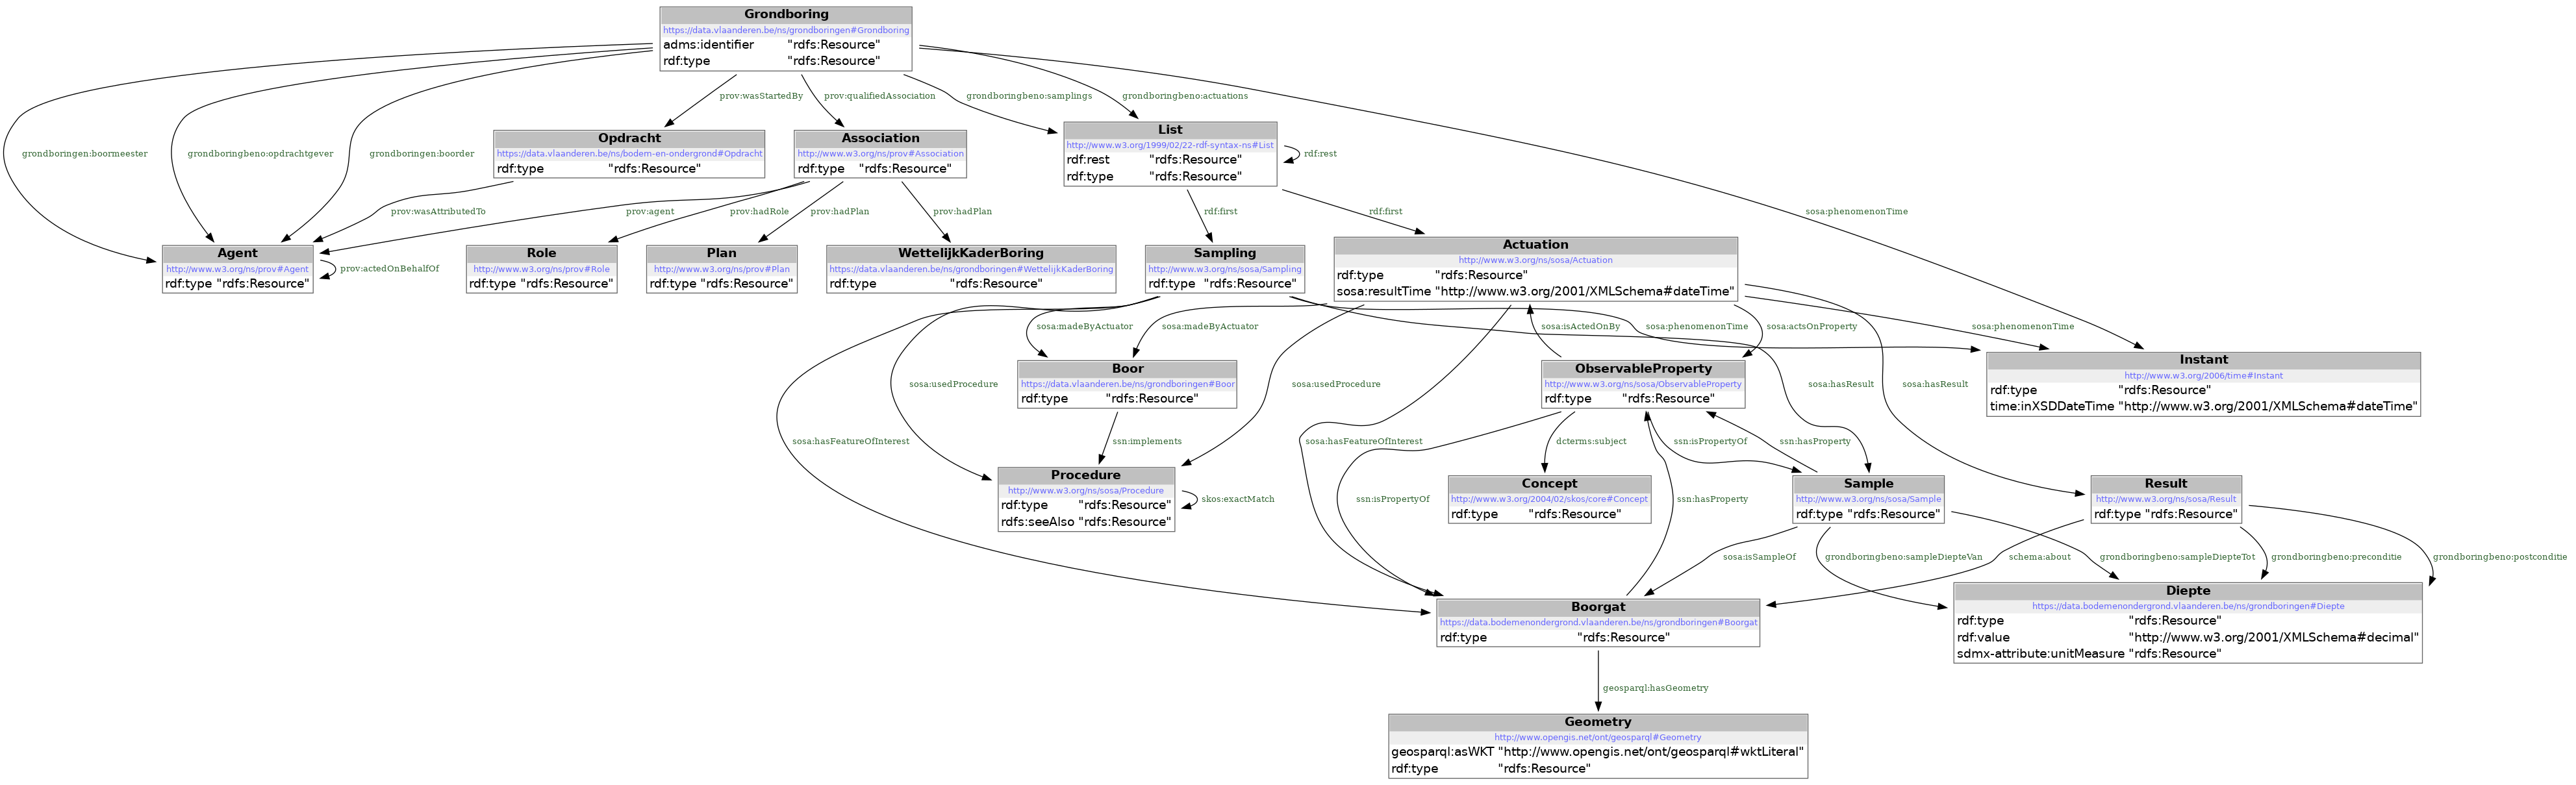 Grondboring
https://data.vlaanderen.be/ns/grondboringen#Grondboring
adms:identifier "rdfs:Resource"
rdf:type "rdfs:Resource"
prov:wasStartedBy
prov:qualifiedAssociation
grondboringbeno:samplings
grondboringbeno:actuations
grondboringen:boormeester
grondboringbeno:opdrachtgever
grondboringen:boorder
Opdracht
https://data.vlaanderen.be/ns/bodem-en-ondergrond#Opdracht
rdf:type "rdfs:Resource"
Association
http://www.w3.org/ns/prov#Association
rdf:type "rdfs:Resource"
List
http://www.w3.org/1999/02/22-rdf-syntax-ns#List
rdf:rest "rdfs:Resource"
rdf:type "rdfs:Resource"
rdf:rest
prov:wasAttributedTo
prov:agent
prov:hadRole
prov:hadPlan
prov:hadPlan
rdf:first
rdf:first
sosa:phenomenonTime
Agent
http://www.w3.org/ns/prov#Agent
rdf:type "rdfs:Resource"
prov:actedOnBehalfOf
Role
http://www.w3.org/ns/prov#Role
rdf:type "rdfs:Resource"
Plan
http://www.w3.org/ns/prov#Plan
rdf:type "rdfs:Resource"
WettelijkKaderBoring
https://data.vlaanderen.be/ns/grondboringen#WettelijkKaderBoring
rdf:type "rdfs:Resource"
Sampling
http://www.w3.org/ns/sosa/Sampling
rdf:type "rdfs:Resource"
Actuation
http://www.w3.org/ns/sosa/Actuation
rdf:type "rdfs:Resource"
sosa:resultTime "http://www.w3.org/2001/XMLSchema#dateTime"
sosa:madeByActuator
sosa:madeByActuator
sosa:isActedOnBy
sosa:phenomenonTime
sosa:actsOnProperty
sosa:phenomenonTime
Boor
https://data.vlaanderen.be/ns/grondboringen#Boor
rdf:type "rdfs:Resource"
ObservableProperty
http://www.w3.org/ns/sosa/ObservableProperty
rdf:type "rdfs:Resource"
Instant
http://www.w3.org/2006/time#Instant
rdf:type "rdfs:Resource"
time:inXSDDateTime "http://www.w3.org/2001/XMLSchema#dateTime"
sosa:usedProcedure
sosa:usedProcedure
sosa:hasResult
sosa:hasResult
sosa:hasFeatureOfInterest
ssn:implements
sosa:hasFeatureOfInterest
dcterms:subject
ssn:isPropertyOf
ssn:hasProperty
Procedure
http://www.w3.org/ns/sosa/Procedure
rdf:type "rdfs:Resource"
rdfs:seeAlso "rdfs:Resource"
skos:exactMatch
ssn:isPropertyOf
Concept
http://www.w3.org/2004/02/skos/core#Concept
rdf:type "rdfs:Resource"
ssn:hasProperty
Sample
http://www.w3.org/ns/sosa/Sample
rdf:type "rdfs:Resource"
Result
http://www.w3.org/ns/sosa/Result
rdf:type "rdfs:Resource"
sosa:isSampleOf
grondboringbeno:sampleDiepteVan
schema:about
grondboringbeno:sampleDiepteTot
grondboringbeno:preconditie
grondboringbeno:postconditie
Boorgat
https://data.bodemenondergrond.vlaanderen.be/ns/grondboringen#Boorgat
rdf:type "rdfs:Resource"
Diepte
https://data.bodemenondergrond.vlaanderen.be/ns/grondboringen#Diepte
rdf:type "rdfs:Resource"
rdf:value "http://www.w3.org/2001/XMLSchema#decimal"
sdmx-attribute:unitMeasure "rdfs:Resource"
geosparql:hasGeometry
Geometry
http://www.opengis.net/ont/geosparql#Geometry
geosparql:asWKT "http://www.opengis.net/ont/geosparql#wktLiteral"
rdf:type "rdfs:Resource"